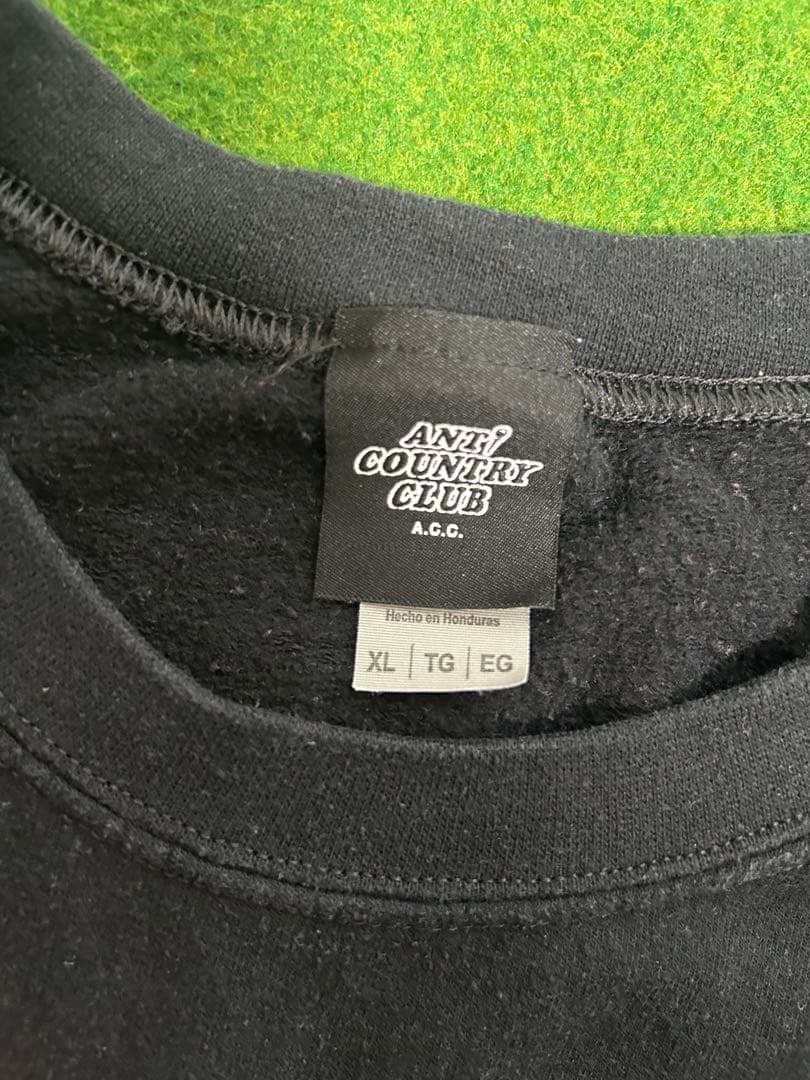 ANTi
COUNTRY
CLUB
A.C.C.
Hecho en Honduras
XL | TG | EG